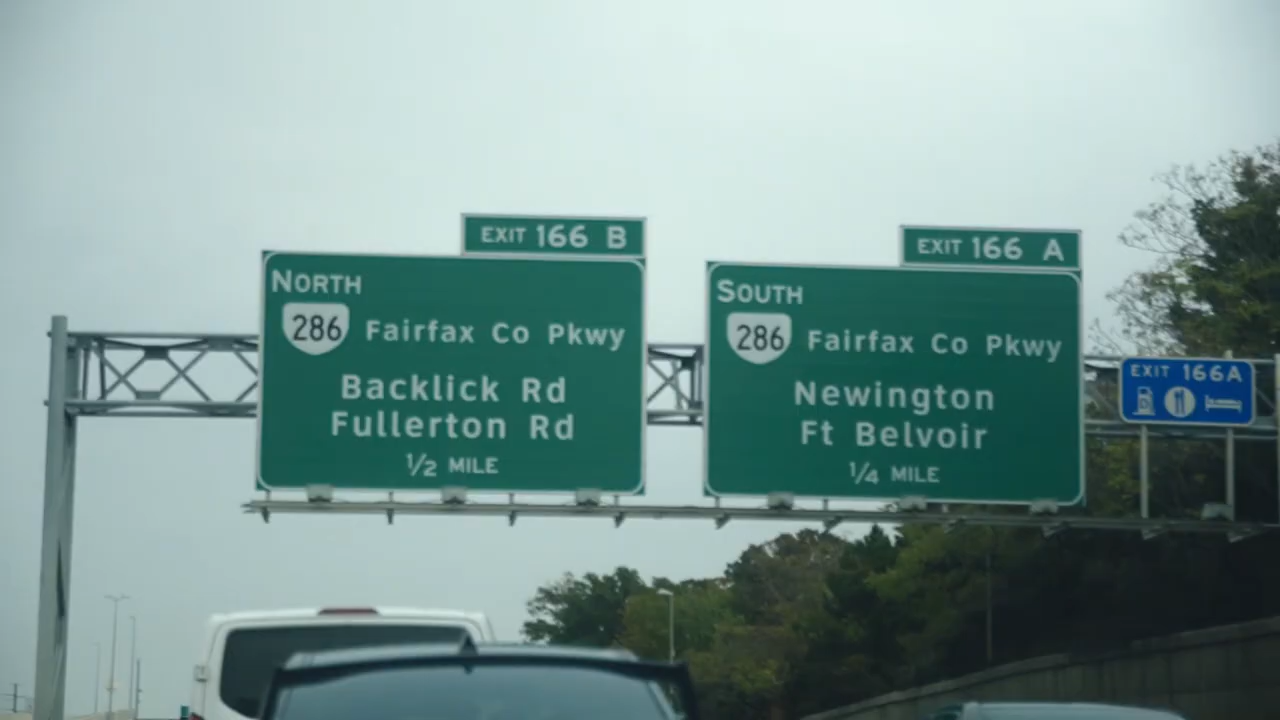 EXIT 166 B
NORTH
286 Fairfax Co Pkwy
Backlick Rd
Fullerton Rd
1/2 MILE
EXIT 166 A
SOUTH
286 Fairfax Co Pkwy
Newington
Ft Belvoir
1/4 MILE
EXIT 166A